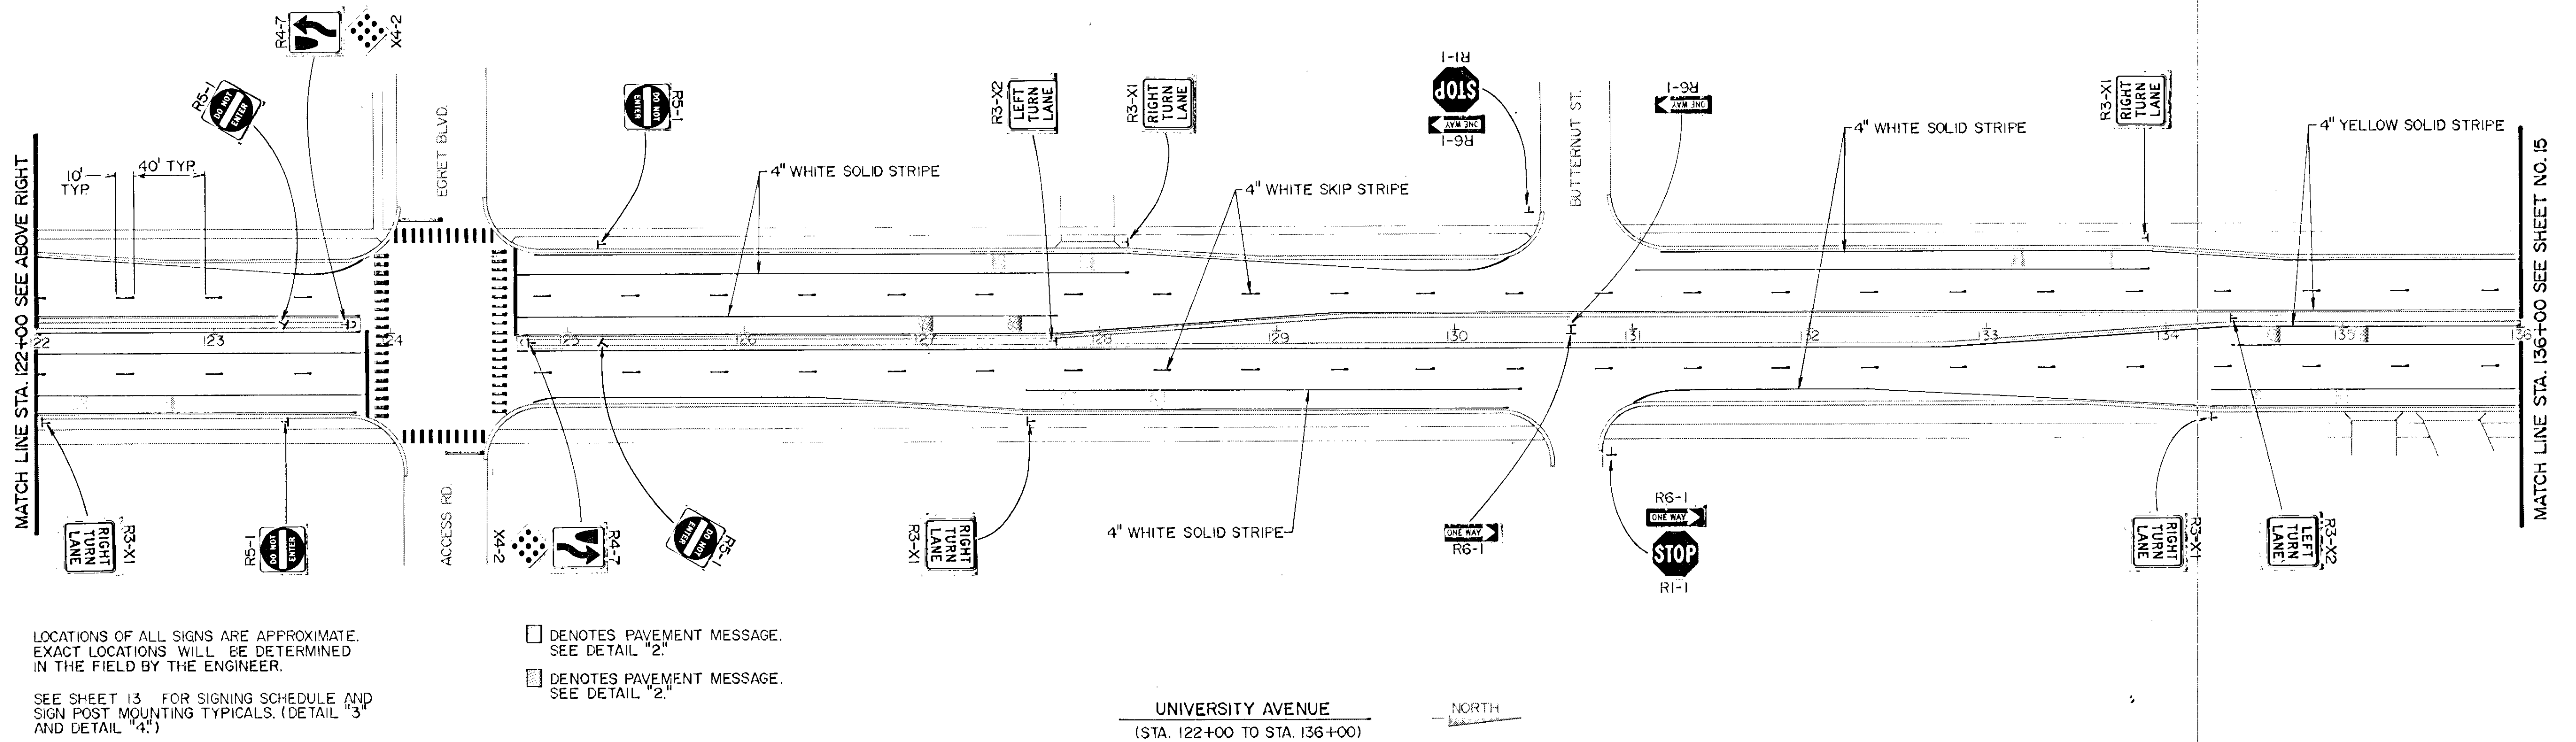 R4-7
X4-2
R5-1
DO NOT
ENTER
EGRET BLVD.
DO NOT
ENTER
R5-1
R3-X2
LEFT
TURN
LANE
R3-X1
RIGHT
TURN
LANE
R1-1
STOP
ONE WAY
R6-1
BUTTERNUT ST.
R6-1
ONE WAY
R3-X1
RIGHT
TURN
LANE
4" WHITE SOLID STRIPE
4" YELLOW SOLID STRIPE
10'
TYP.
40' TYP.
4" WHITE SOLID STRIPE
4" WHITE SKIP STRIPE
MATCH LINE STA. 122+00 SEE ABOVE RIGHT
MATCH LINE STA. 136+00 SEE SHEET NO. 15
122
123
124
125
126
127
128
129
130
131
132
133
134
135
136
RIGHT
TURN
LANE
R3-X1
R5-1
DO NOT
ENTER
ACCESS RD.
X4-2
R4-7
DO NOT
ENTER
R5-1
R3-X1
RIGHT
TURN
LANE
4" WHITE SOLID STRIPE
ONE WAY
R6-1
R6-1
ONE WAY
STOP
R1-1
RIGHT
TURN
LANE
R3-X1
LEFT
TURN
LANE
R3-X2
LOCATIONS OF ALL SIGNS ARE APPROXIMATE.
EXACT LOCATIONS WILL BE DETERMINED
IN THE FIELD BY THE ENGINEER.
SEE SHEET 13 FOR SIGNING SCHEDULE AND
SIGN POST MOUNTING TYPICALS. (DETAIL "3"
AND DETAIL "4".)
DENOTES PAVEMENT MESSAGE.
SEE DETAIL "2."
DENOTES PAVEMENT MESSAGE.
SEE DETAIL "2."
UNIVERSITY AVENUE
(STA. 122+00 TO STA. 136+00)
NORTH